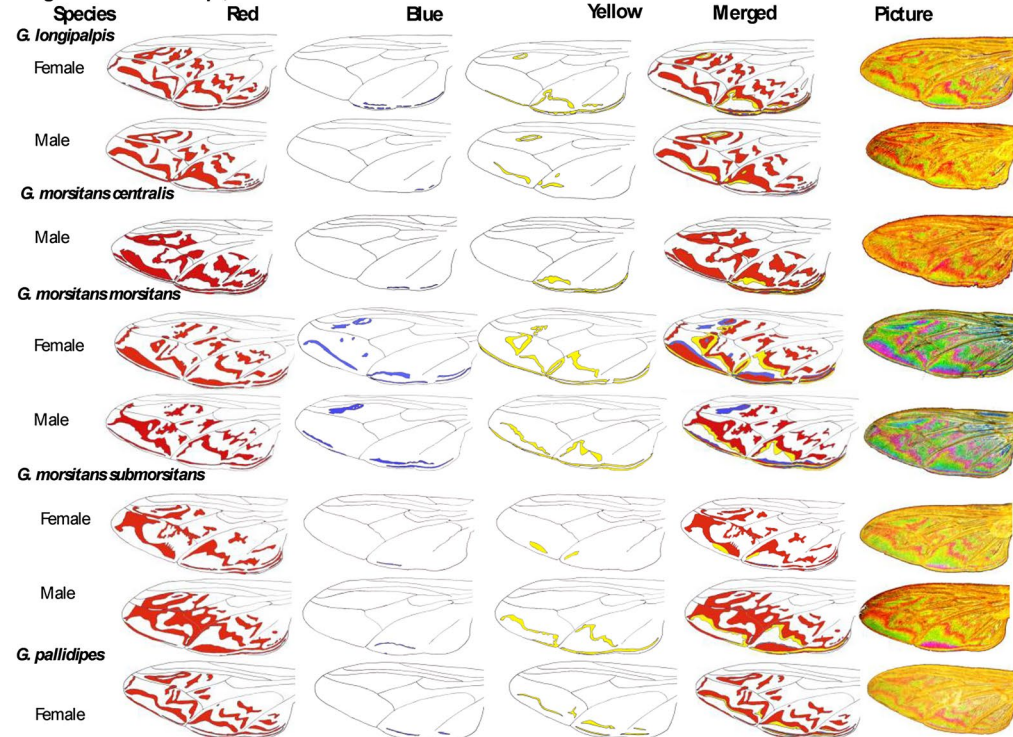 Species Red Blue Yellow Merged Picture
G. longipalpis
Female
Male
G. morsitans centralis
Male
G. morsitans morsitans
Female
Male
G. morsitans submorsitans
Female
Male
G. pallidipes
Female